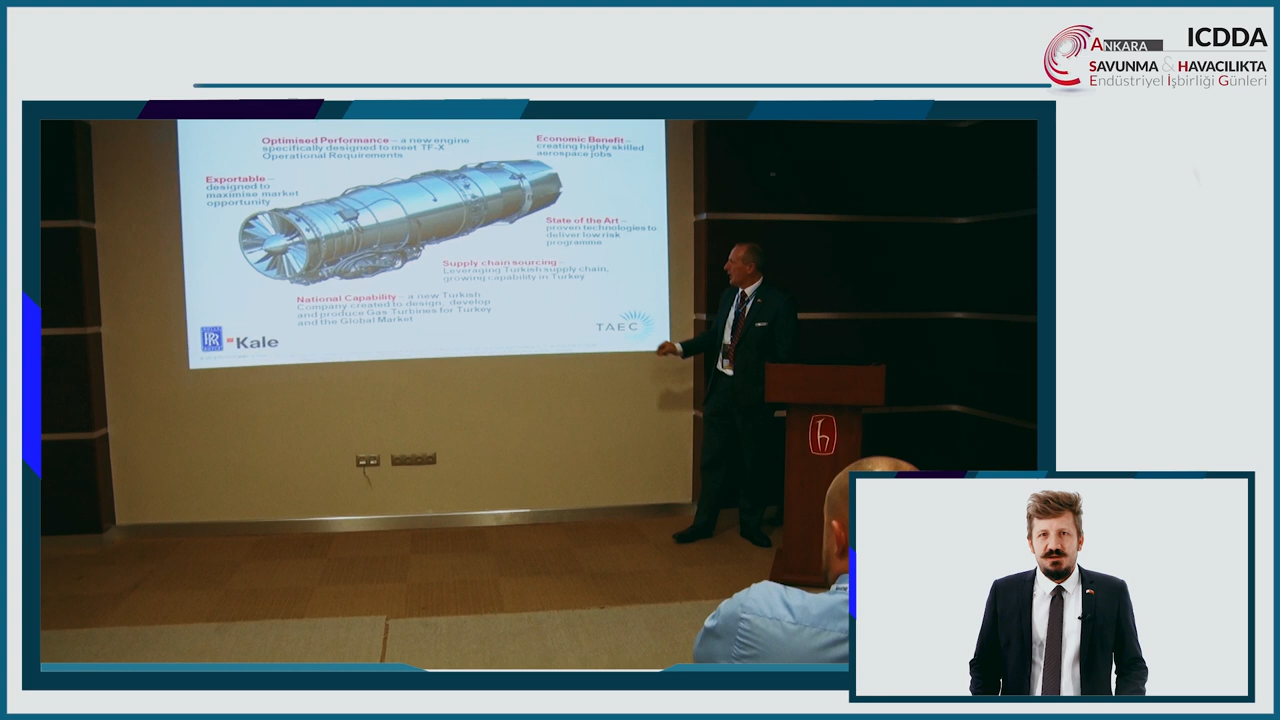 ANKARA
ICDDA
SAVUNMA & HAVACILIKTA
Endüstriyel İşbirliği Günleri
Optimised Performance – a new engine
specifically designed to meet TF-X
Operational Requirements
Economic Benefit –
creating highly skilled
aerospace jobs
Exportable –
designed to
maximise market
opportunity
State of the Art –
proven technologies to
deliver low risk
programme
Supply chain sourcing –
Leveraging Turkish supply chain,
growing capability in Turkey
National Capability – a new Turkish
Company created to design, develop
and produce Gas Turbines for Turkey
and the Global Market
RR
Kale
TAEC